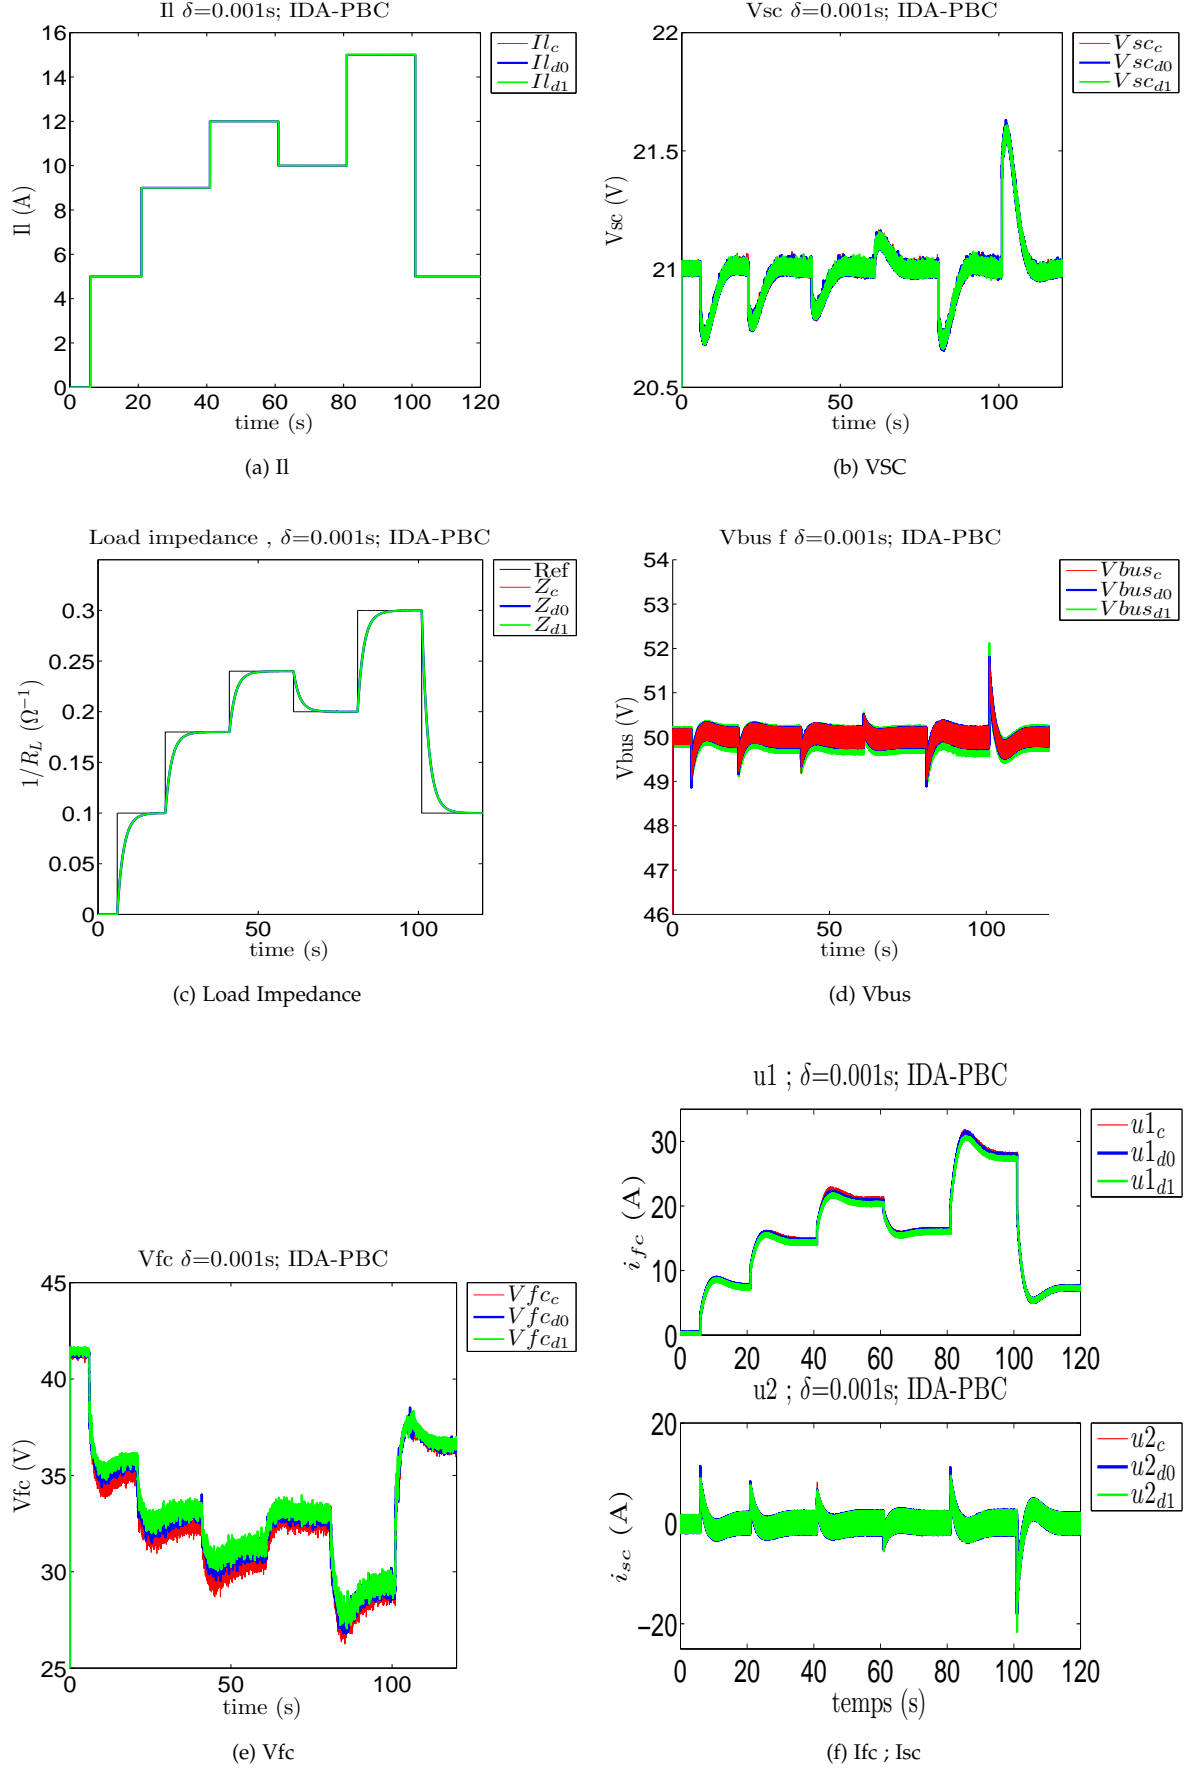 Il δ=0.001s; IDA-PBC
Il_c
Il_d0
Il_d1
16
14
12
10
8
6
4
2
0
Il (A)
0 20 40 60 80 100 120
time (s)
(a) Il
Vsc δ=0.001s; IDA-PBC
Vsc_c
Vsc_d0
Vsc_d1
22
21.5
21
20.5
Vsc (V)
0 50 100
time (s)
(b) VSC
Load impedance , δ=0.001s; IDA-PBC
Ref
Z_c
Z_d0
Z_d1
0.3
0.25
0.2
0.15
0.1
0.05
0
1/R_L (Ω^−1)
0 50 100
time (s)
(c) Load Impedance
Vbus f δ=0.001s; IDA-PBC
Vbus_c
Vbus_d0
Vbus_d1
54
53
52
51
50
49
48
47
46
Vbus (V)
0 50 100
time (s)
(d) Vbus
Vfc δ=0.001s; IDA-PBC
Vfc_c
Vfc_d0
Vfc_d1
45
40
35
30
25
Vfc (V)
0 50 100
time (s)
(e) Vfc
u1 ; δ=0.001s; IDA-PBC
u1_c
u1_d0
u1_d1
30
20
10
0
i_fc (A)
0 20 40 60 80 100 120
u2 ; δ=0.001s; IDA-PBC
u2_c
u2_d0
u2_d1
20
0
−20
i_sc (A)
0 20 40 60 80 100 120
temps (s)
(f) Ifc ; Isc